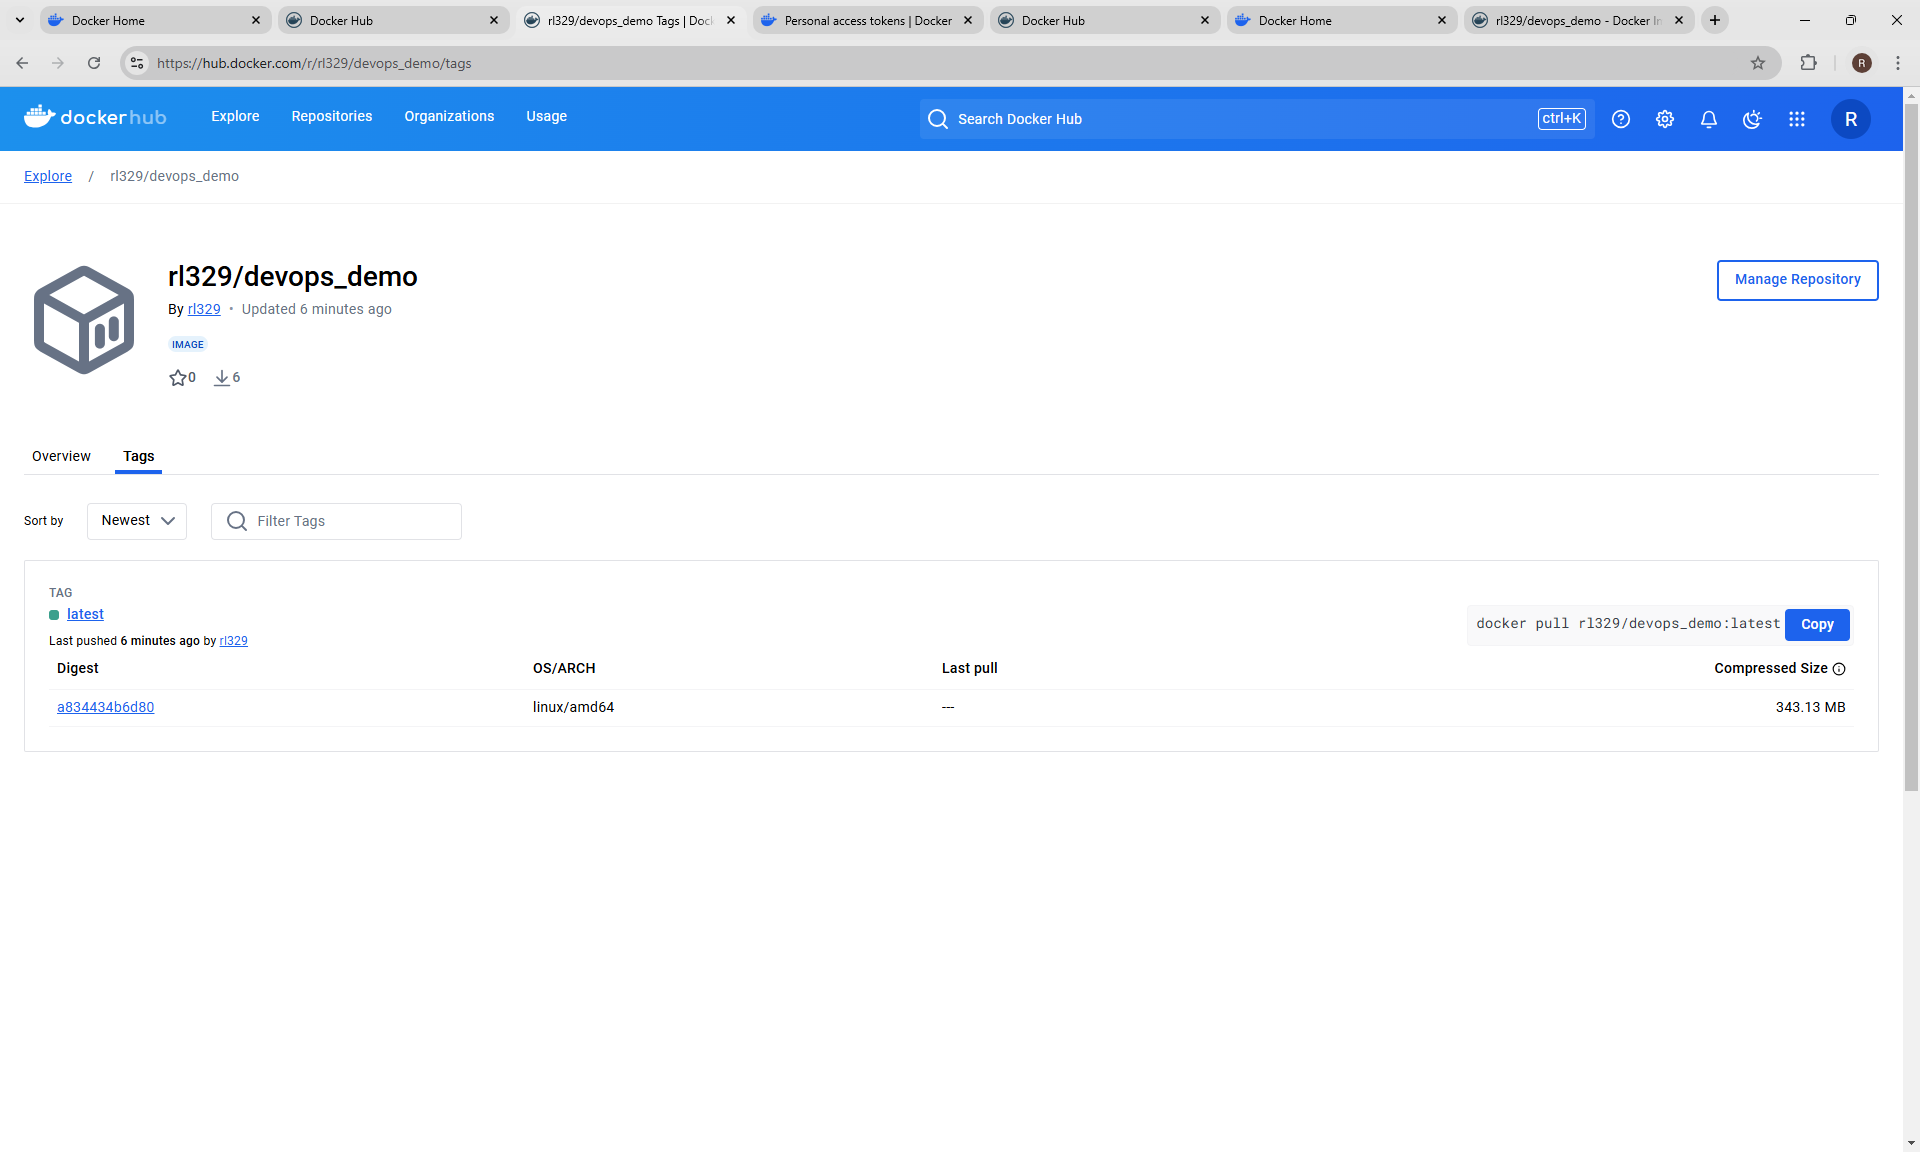 Docker Home
Docker Hub
rl329/devops_demo Tags | Dock
Personal access tokens | Docker
Docker Hub
Docker Home
rl329/devops_demo - Docker In
https://hub.docker.com/r/rl329/devops_demo/tags
R
dockerhub
Explore
Repositories
Organizations
Usage
Search Docker Hub
ctrl+K
R
Explore / rl329/devops_demo
rl329/devops_demo
Manage Repository
By rl329 • Updated 6 minutes ago
IMAGE
0 6
Overview
Tags
Sort by
Newest
Filter Tags
TAG
latest
docker pull rl329/devops_demo:latest
Copy
Last pushed 6 minutes ago by rl329
Digest OS/ARCH Last pull Compressed Size
a834434b6d80 linux/amd64 --- 343.13 MB